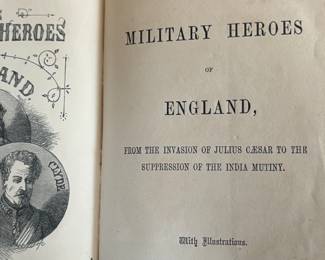 HEROES
LAND.
CLYDE
MILITARY HEROES
OF
ENGLAND,
FROM THE INVASION OF JULIUS CÆSAR TO THE
SUPPRESSION OF THE INDIA MUTINY.
With Illustrations.